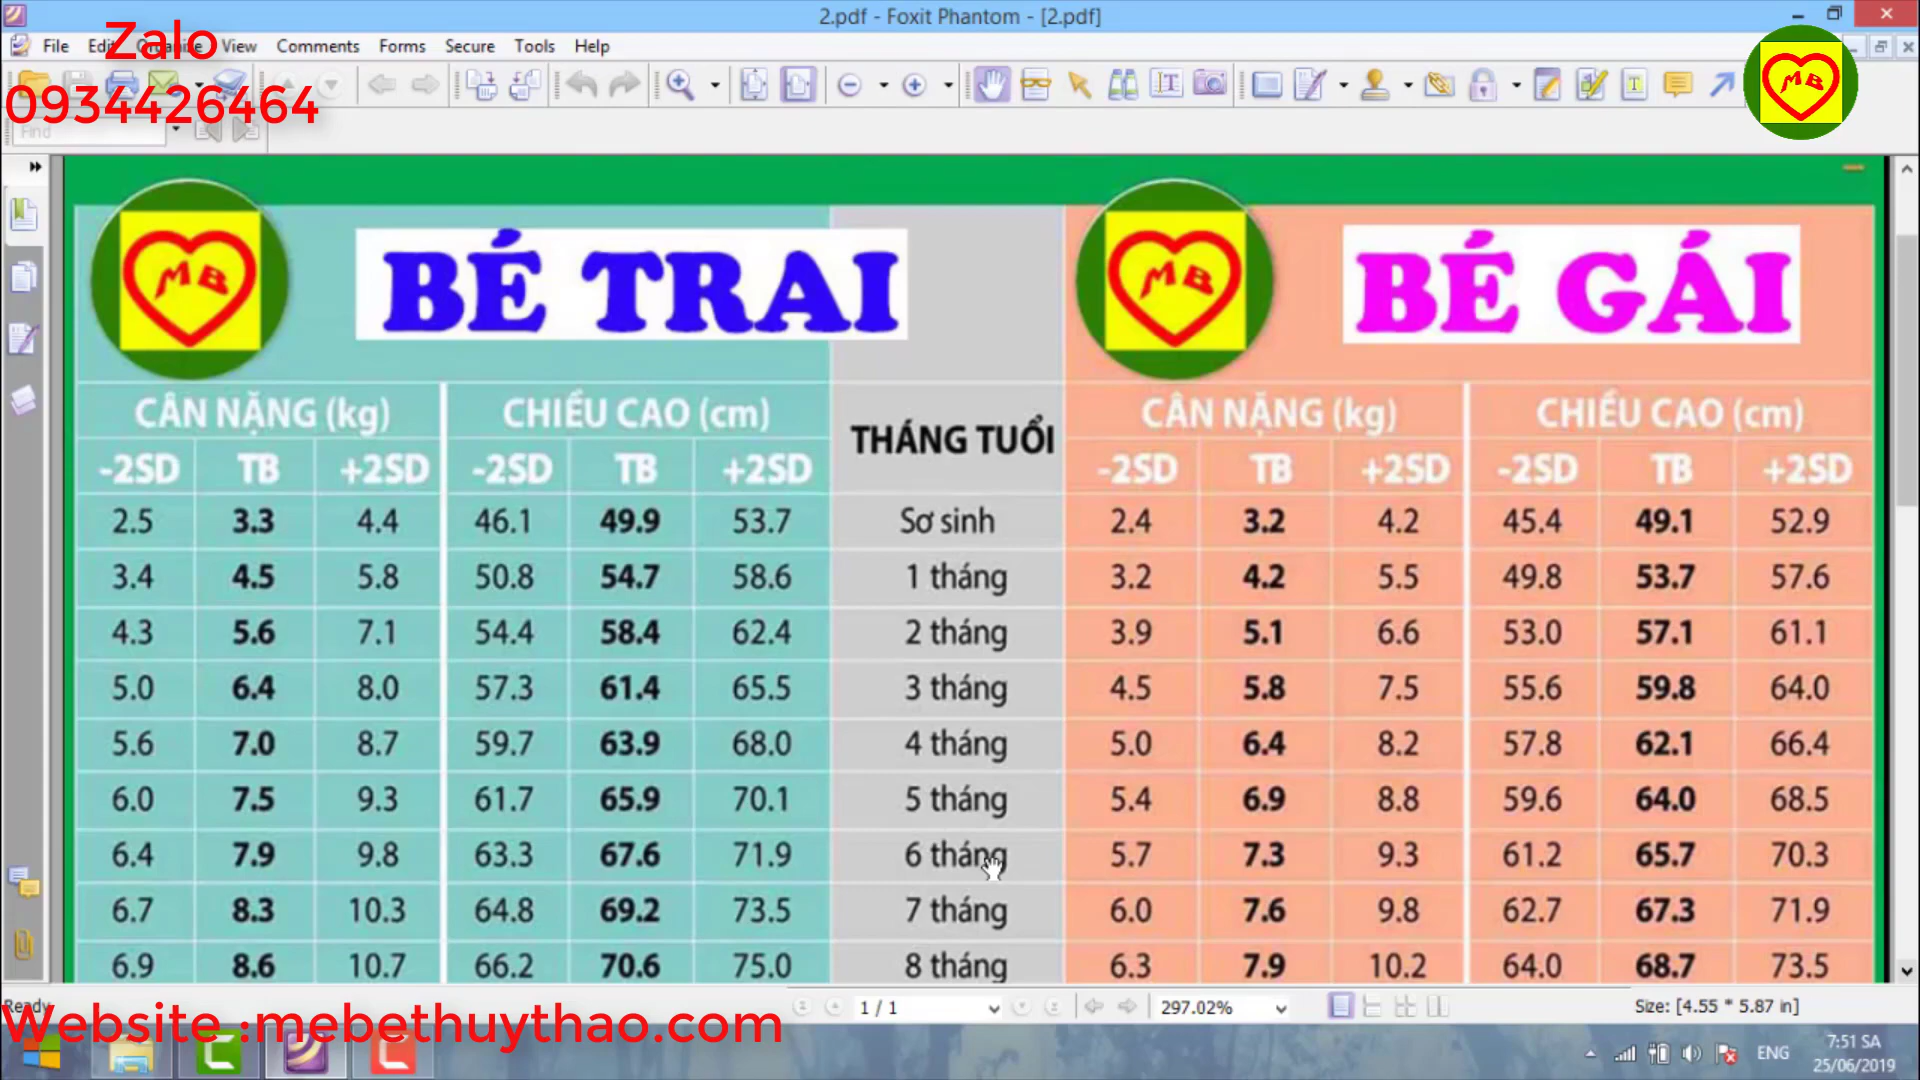 2.pdf - Foxit Phantom - [2.pdf]
File Edit Organise View Comments Forms Secure Tools Help
Zalo
0934426464
Find
MB
MB BÉ TRAI MB BÉ GÁI
CÂN NẶNG (kg) CHIỀU CAO (cm) THÁNG TUỔI CÂN NẶNG (kg) CHIỀU CAO (cm)
-2SD TB +2SD -2SD TB +2SD -2SD TB +2SD -2SD TB +2SD
2.5 3.3 4.4 46.1 49.9 53.7 Sơ sinh 2.4 3.2 4.2 45.4 49.1 52.9
3.4 4.5 5.8 50.8 54.7 58.6 1 tháng 3.2 4.2 5.5 49.8 53.7 57.6
4.3 5.6 7.1 54.4 58.4 62.4 2 tháng 3.9 5.1 6.6 53.0 57.1 61.1
5.0 6.4 8.0 57.3 61.4 65.5 3 tháng 4.5 5.8 7.5 55.6 59.8 64.0
5.6 7.0 8.7 59.7 63.9 68.0 4 tháng 5.0 6.4 8.2 57.8 62.1 66.4
6.0 7.5 9.3 61.7 65.9 70.1 5 tháng 5.4 6.9 8.8 59.6 64.0 68.5
6.4 7.9 9.8 63.3 67.6 71.9 6 tháng 5.7 7.3 9.3 61.2 65.7 70.3
6.7 8.3 10.3 64.8 69.2 73.5 7 tháng 6.0 7.6 9.8 62.7 67.3 71.9
6.9 8.6 10.7 66.2 70.6 75.0 8 tháng 6.3 7.9 10.2 64.0 68.7 73.5
Ready 1 / 1 297.02% Size: [4.55 * 5.87 in]
Website :mebethuythao.com
ENG 7:51 SA
25/06/2019